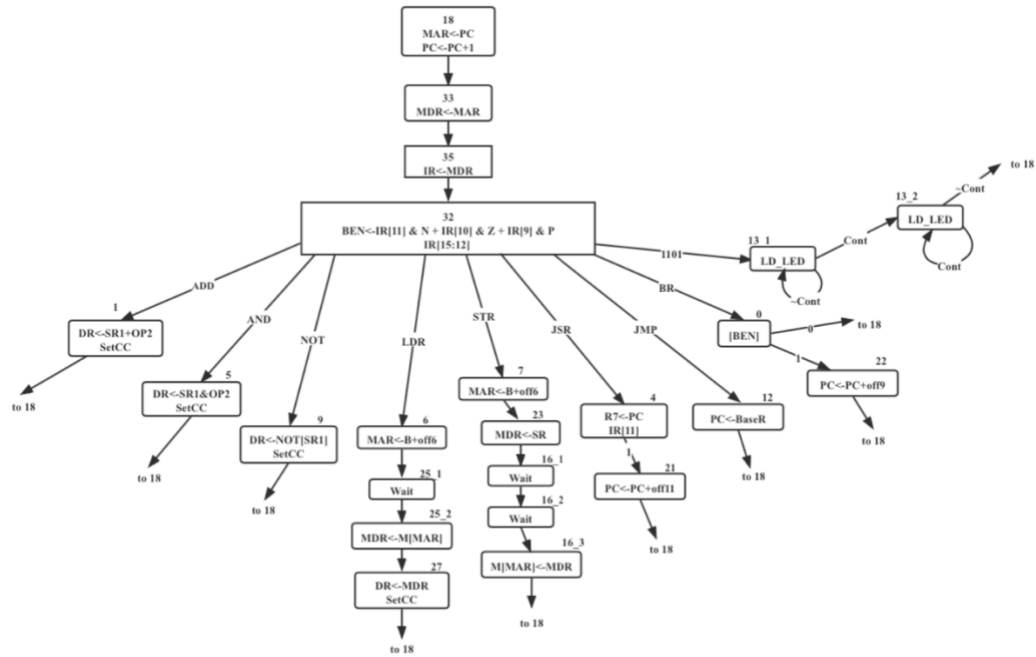 18
MAR<-PC
PC<-PC+1
33
MDR<-MAR
35
IR<-MDR
32
BEN<-IR[11] & N + IR[10] & Z + IR[9] & P
IR[15:12]
ADD
1
DR<-SR1+OP2
SetCC
to 18
AND
5
DR<-SR1&OP2
SetCC
to 18
NOT
9
DR<-NOT[SR1]
SetCC
to 18
LDR
6
MAR<-B+off6
25_1
Wait
25_2
MDR<-M[MAR]
27
DR<-MDR
SetCC
to 18
STR
7
MAR<-B+off6
23
MDR<-SR
16_1
Wait
16_2
Wait
16_3
M[MAR]<-MDR
to 18
JSR
4
R7<-PC
IR[11]
1
21
PC<-PC+off11
to 18
JMP
12
PC<-BaseR
to 18
BR
0
[BEN]
0
to 18
1
22
PC<-PC+off9
to 18
1101
13_1
LD_LED
~Cont
Cont
13_2
LD_LED
Cont
~Cont
to 18